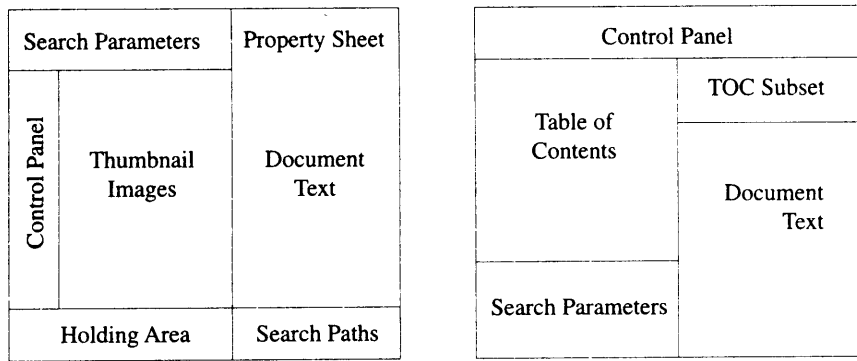 Search Parameters
Property Sheet
Control Panel
Thumbnail
Images
Document
Text
Holding Area
Search Paths
Control Panel
Table of
Contents
TOC Subset
Document
Text
Search Parameters